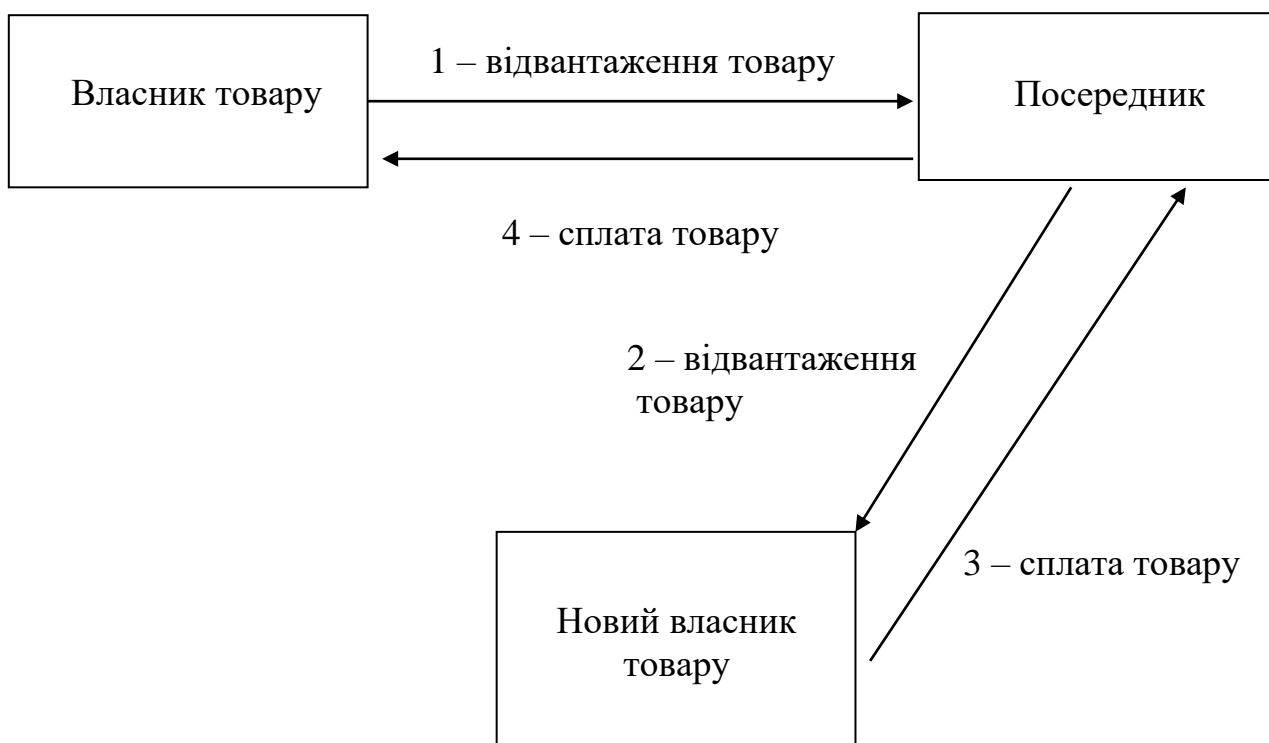 1 – відвантаження товару
Власник товару
Посередник
4 – сплата товару
2 – відвантаження
товару
3 – сплата товару
Новий власник
товару